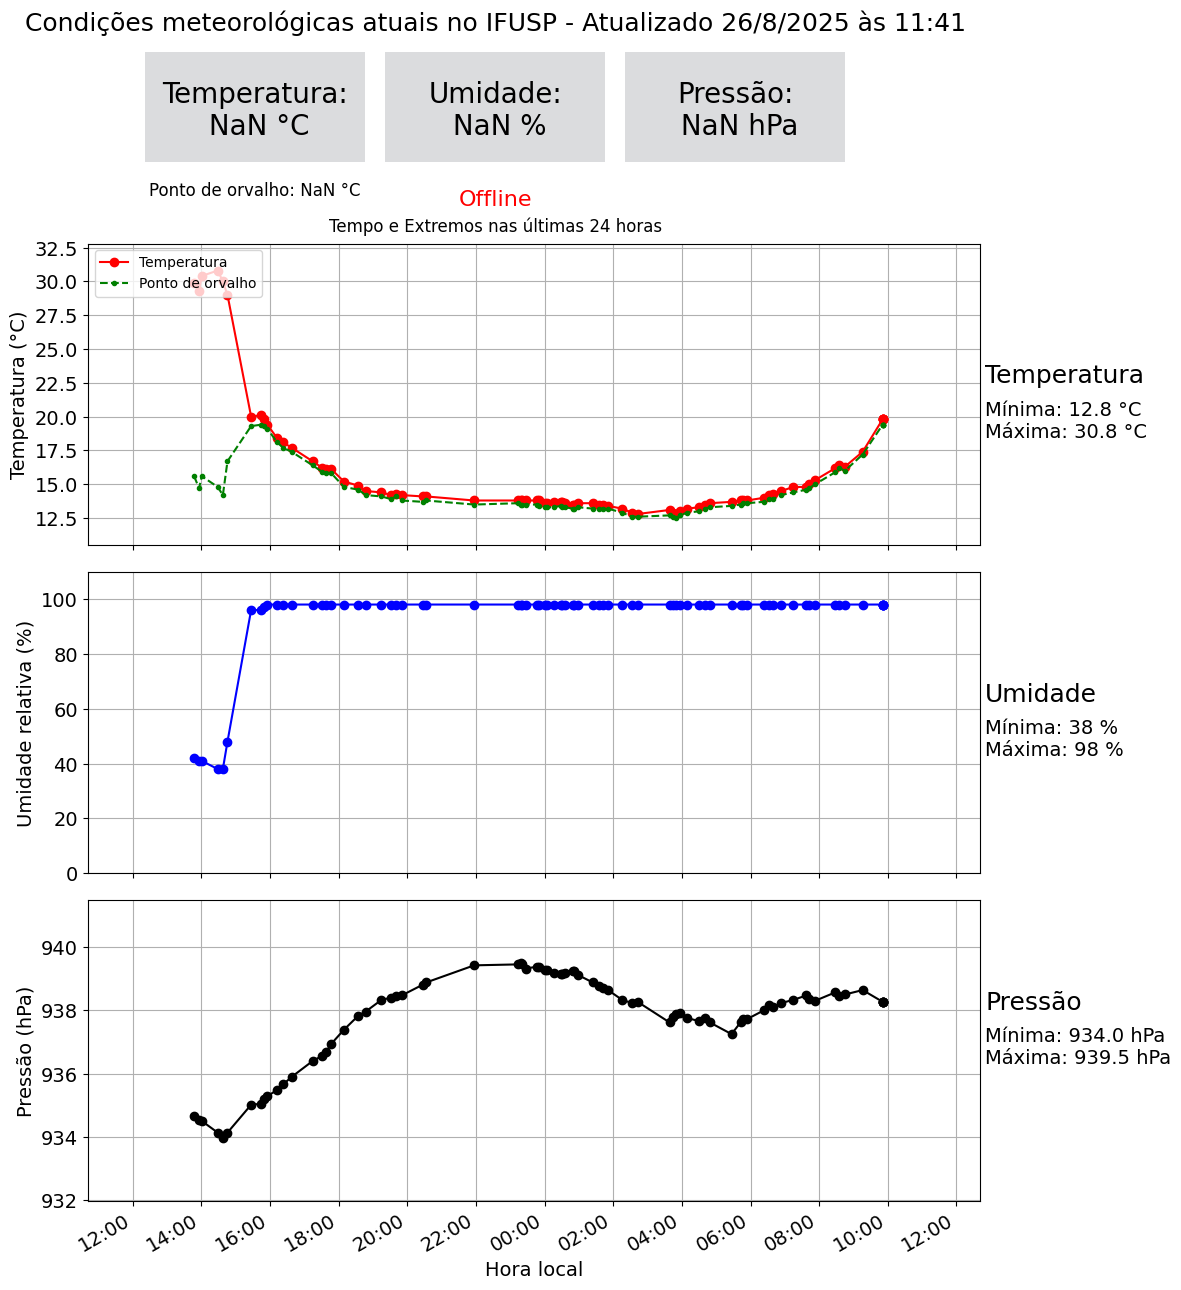 Condições meteorológicas atuais no IFUSP - Atualizado 26/8/2025 às 11:41
Temperatura:
NaN °C
Umidade:
NaN %
Pressão:
NaN hPa
Ponto de orvalho: NaN °C
Offline
Tempo e Extremos nas últimas 24 horas
Temperatura (°C)
32.5
30.0
27.5
25.0
22.5
20.0
17.5
15.0
12.5
Temperatura
Ponto de orvalho
Temperatura
Mínima: 12.8 °C
Máxima: 30.8 °C
Umidade relativa (%)
100
80
60
40
20
0
Umidade
Mínima: 38 %
Máxima: 98 %
Pressão (hPa)
940
938
936
934
932
Pressão
Mínima: 934.0 hPa
Máxima: 939.5 hPa
12:00
14:00
16:00
18:00
20:00
22:00
00:00
02:00
04:00
06:00
08:00
10:00
12:00
Hora local